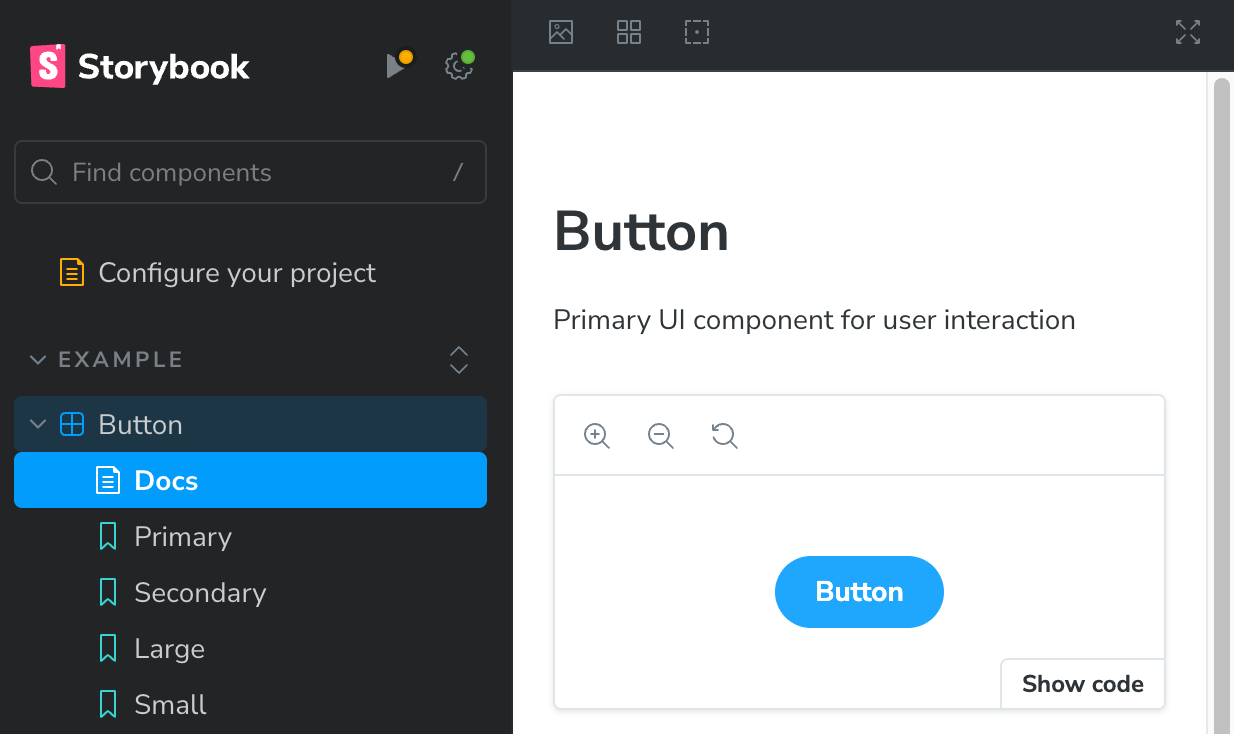 Storybook
Find components /
Configure your project
EXAMPLE
Button
Docs
Primary
Secondary
Large
Small
Button
Primary UI component for user interaction
Button
Show code